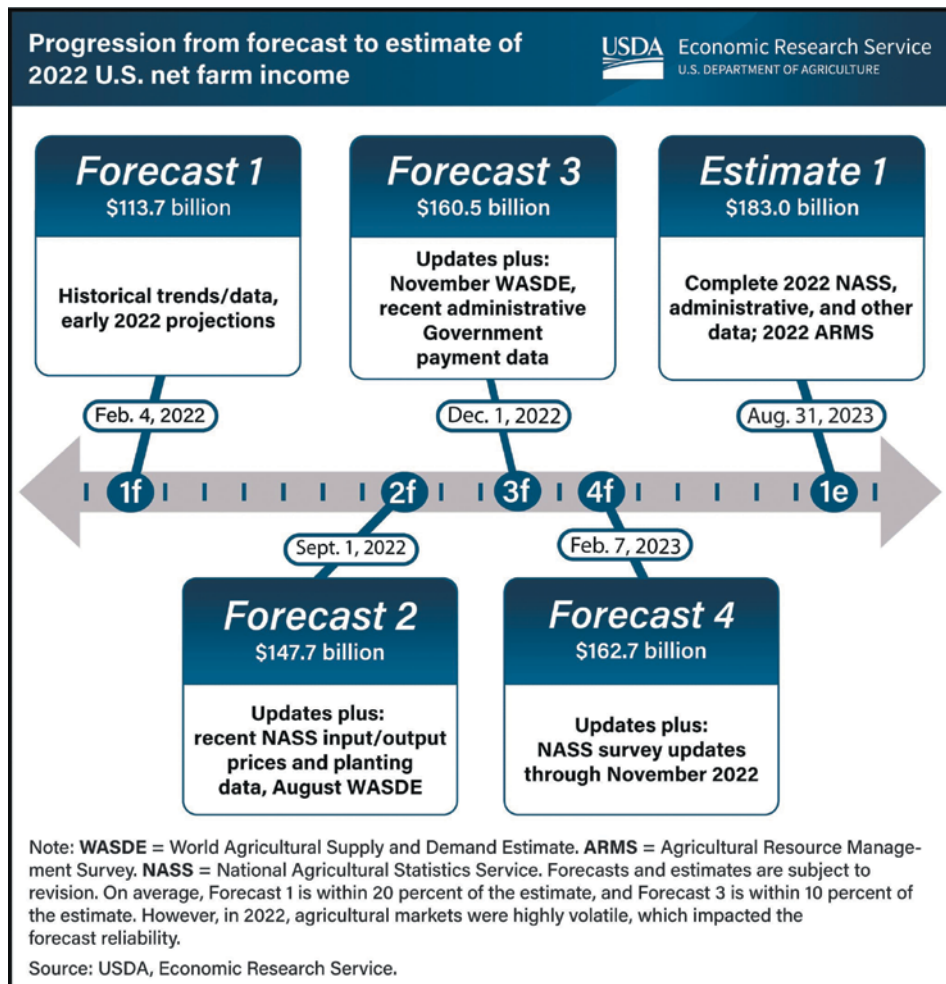 Progression from forecast to estimate of
2022 U.S. net farm income
USDA Economic Research Service
U.S. DEPARTMENT OF AGRICULTURE
Forecast 1
$113.7 billion
Historical trends/data,
early 2022 projections
Forecast 3
$160.5 billion
Updates plus:
November WASDE,
recent administrative
Government
payment data
Estimate 1
$183.0 billion
Complete 2022 NASS,
administrative, and other
data; 2022 ARMS
Feb. 4, 2022
Dec. 1, 2022
Aug. 31, 2023
1f
2f
3f
4f
1e
Sept. 1, 2022
Feb. 7, 2023
Forecast 2
$147.7 billion
Updates plus:
recent NASS input/output
prices and planting
data, August WASDE
Forecast 4
$162.7 billion
Updates plus:
NASS survey updates
through November 2022
Note: WASDE = World Agricultural Supply and Demand Estimate. ARMS = Agricultural Resource Manage-
ment Survey. NASS = National Agricultural Statistics Service. Forecasts and estimates are subject to
revision. On average, Forecast 1 is within 20 percent of the estimate, and Forecast 3 is within 10 percent of
the estimate. However, in 2022, agricultural markets were highly volatile, which impacted the
forecast reliability.
Source: USDA, Economic Research Service.